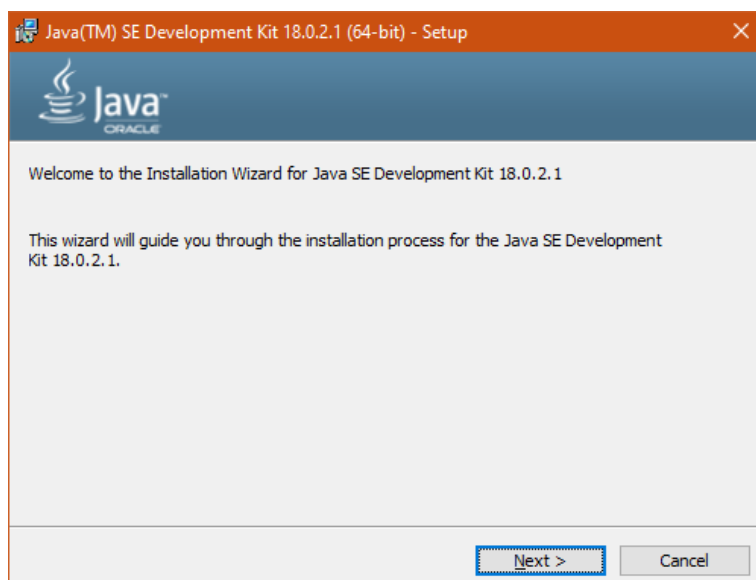 Java(TM) SE Development Kit 18.0.2.1 (64-bit) - Setup
Java™
ORACLE
Welcome to the Installation Wizard for Java SE Development Kit 18.0.2.1
This wizard will guide you through the installation process for the Java SE Development
Kit 18.0.2.1.
Next >
Cancel